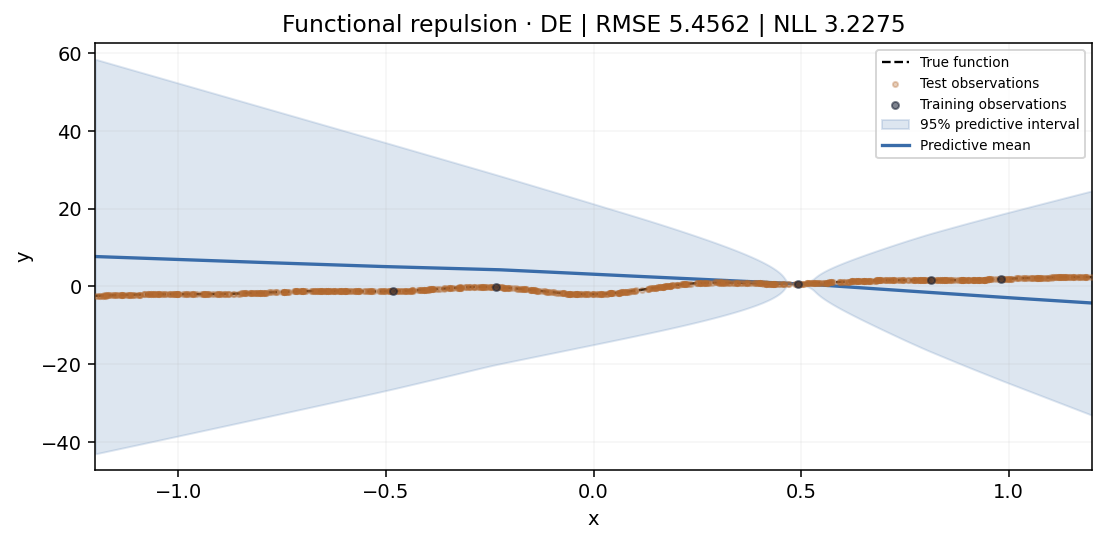 Functional repulsion · DE | RMSE 5.4562 | NLL 3.2275
60
40
20
0
−20
−40
y
−1.0
−0.5
0.0
0.5
1.0
x
True function
Test observations
Training observations
95% predictive interval
Predictive mean